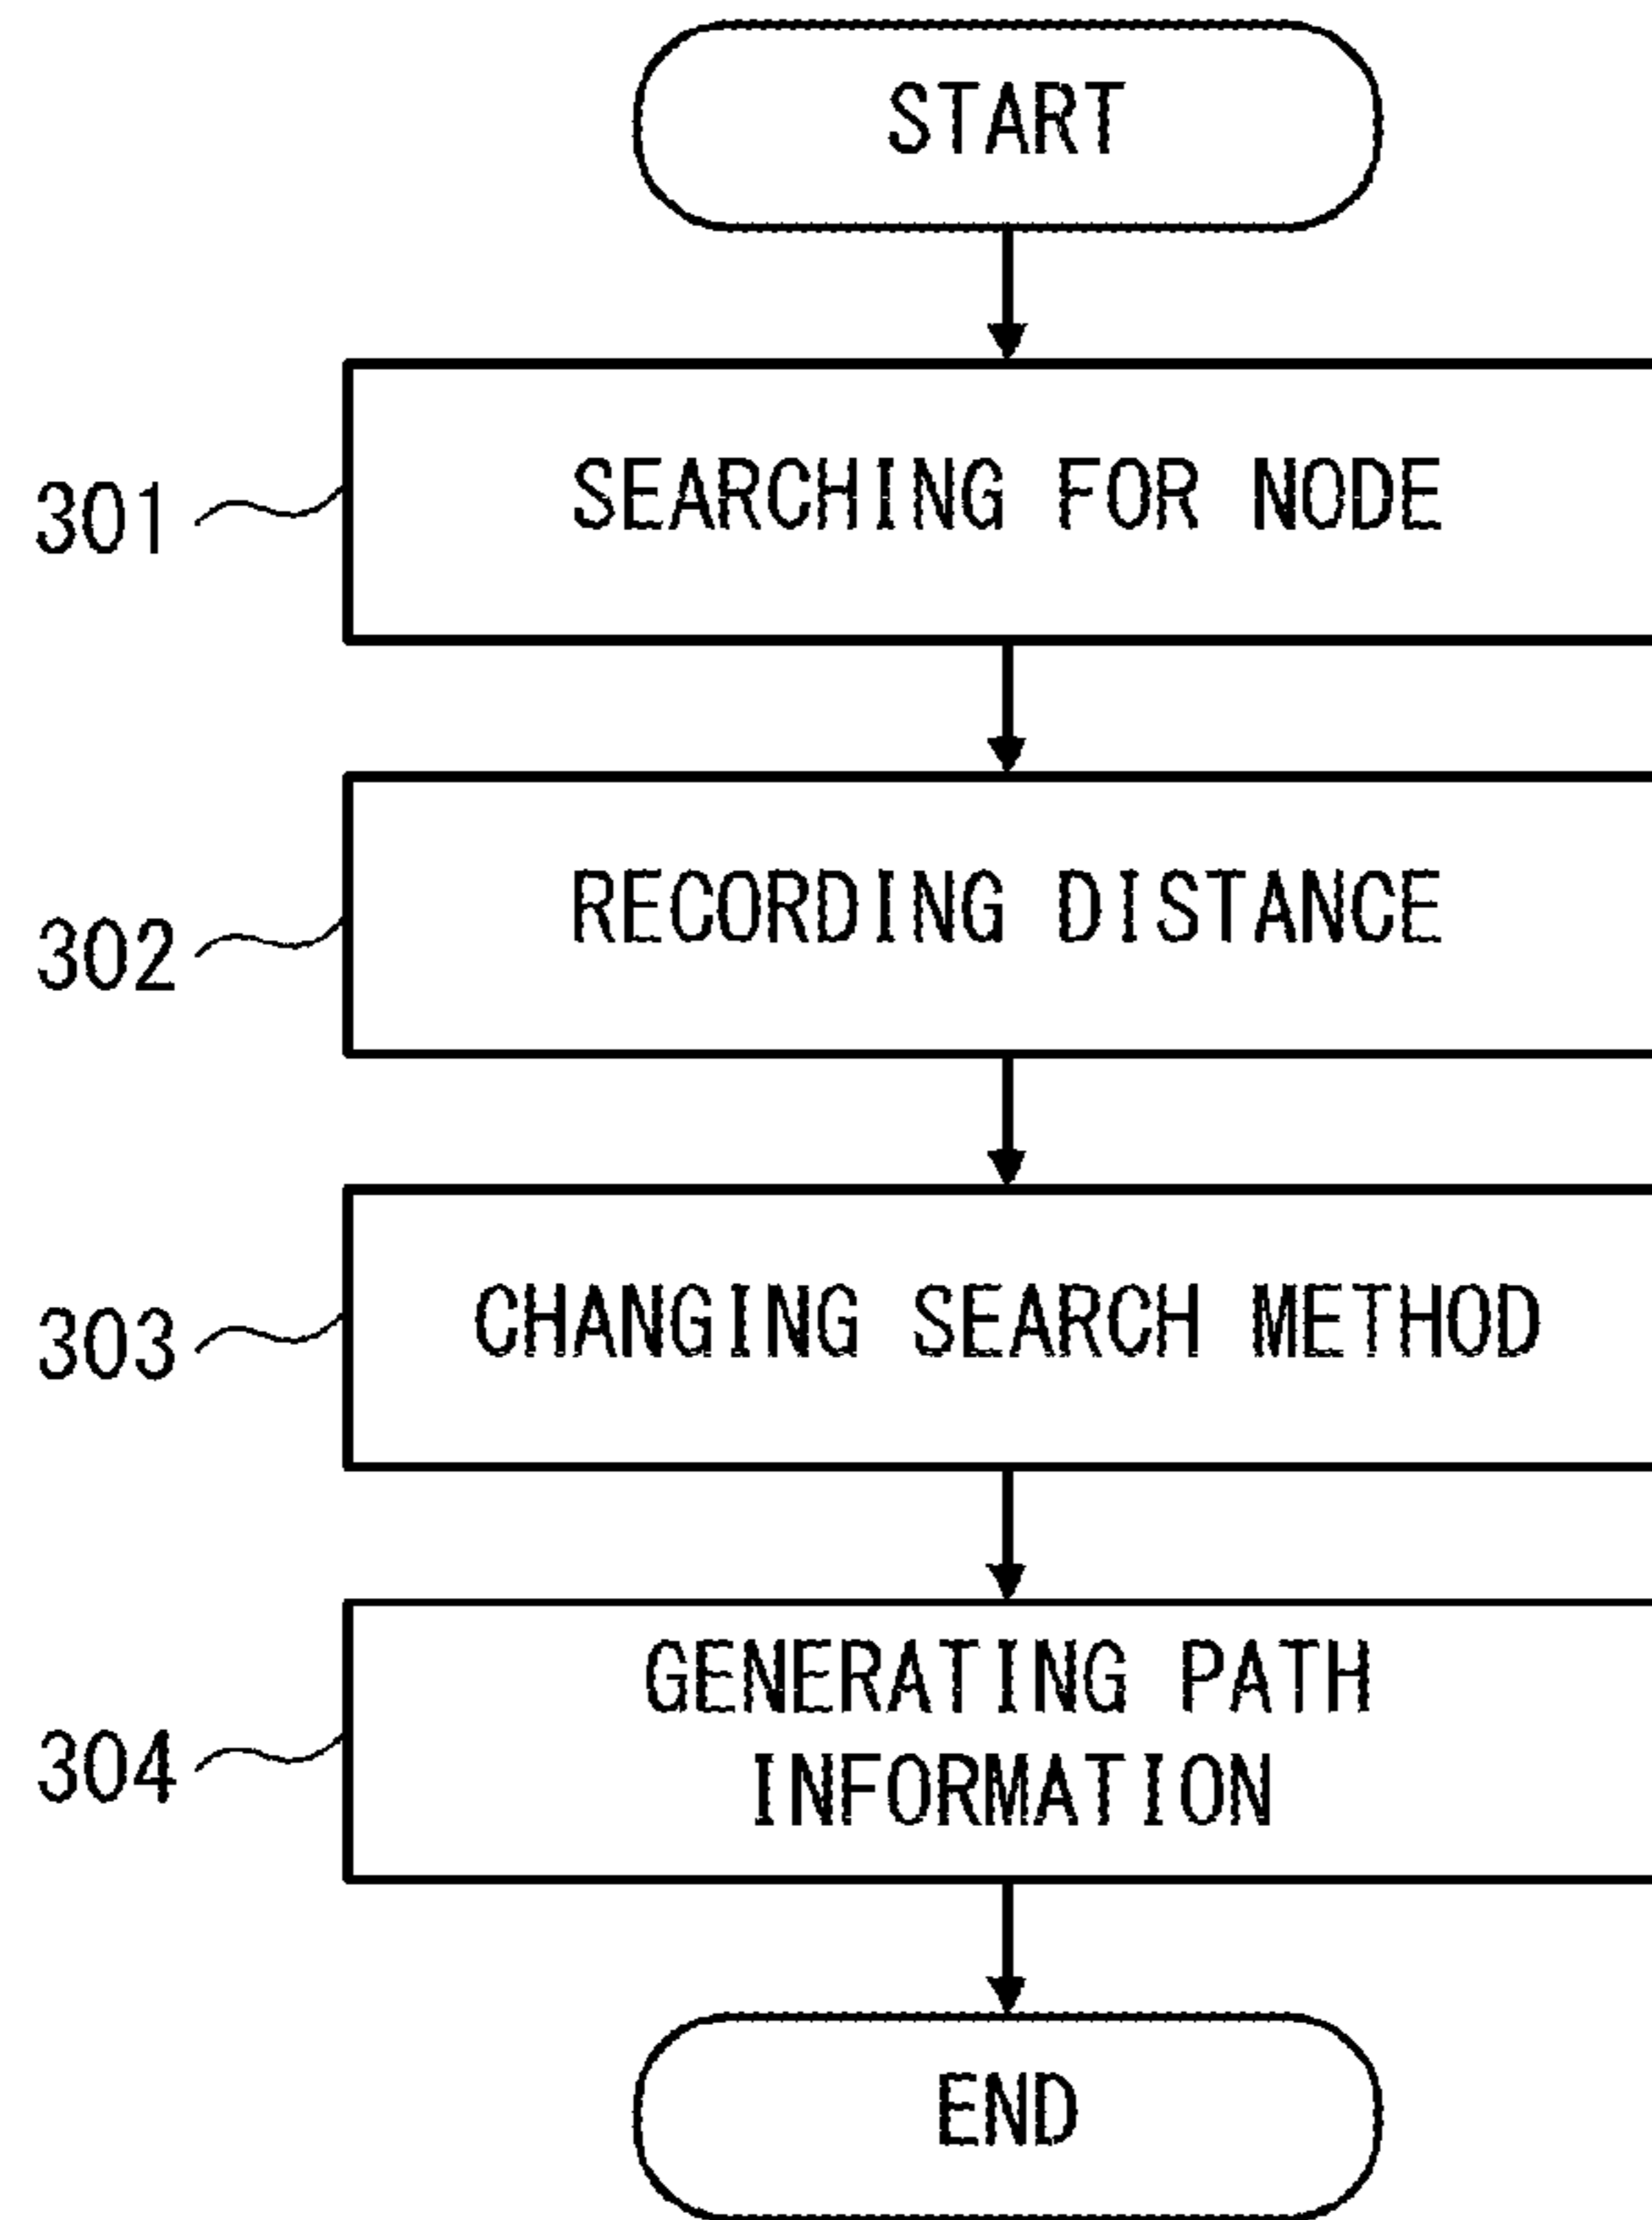 START
301
SEARCHING FOR NODE
302
RECORDING DISTANCE
303
CHANGING SEARCH METHOD
304
GENERATING PATH
INFORMATION
END